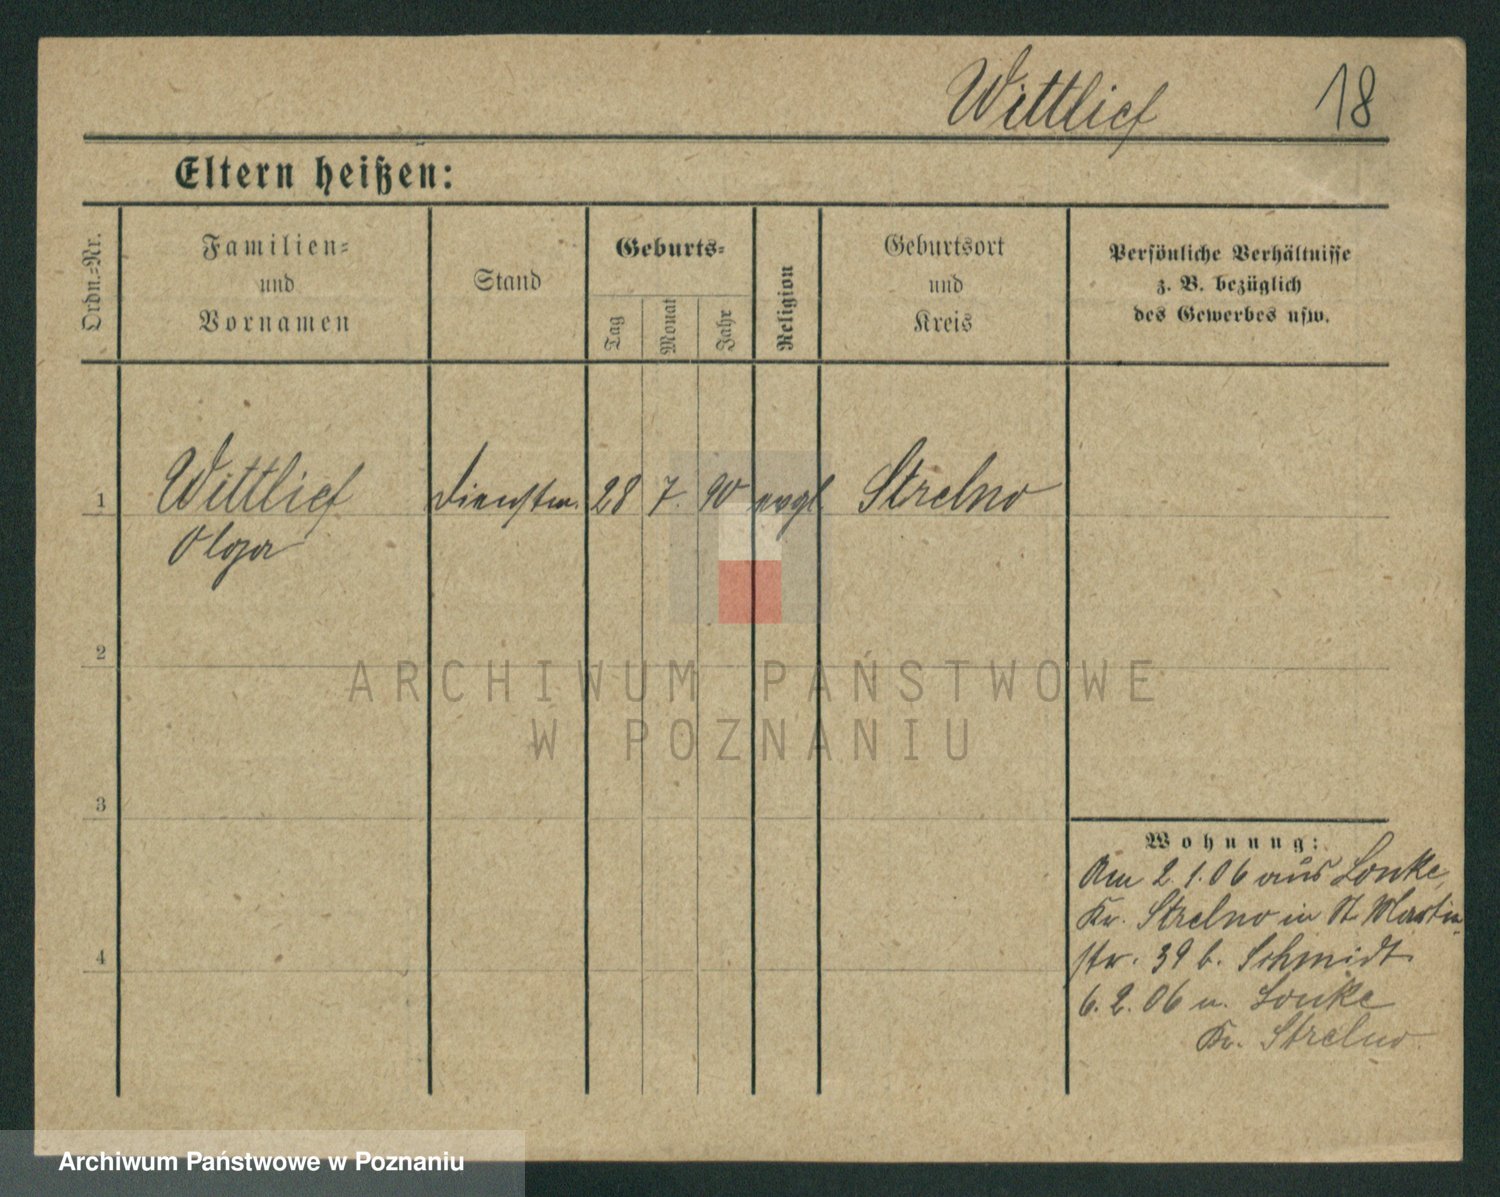 Wittlief 18
Eltern heißen:
Ordn.-Nr.
Familien-
und
Vornamen
Stand
Geburts-
Tag
Monat
Jahr
Religion
Geburtsort
und
Kreis
Persönliche Verhältnisse
z. B. bezüglich
des Gewerbes usw.
1 Wittlief Dienstm. 28 7. 90 evgl. Strelno
Olga
2
3
4
Wohnung:
Am 2.1.06 aus Lonke,
Kr. Strelno in St. Martin-
str. 39 b. Schmidt.
6.2.06 n. Lonke
Kr. Strelno.
ARCHIWUM PAŃSTWOWE
W POZNANIU
Archiwum Państwowe w Poznaniu